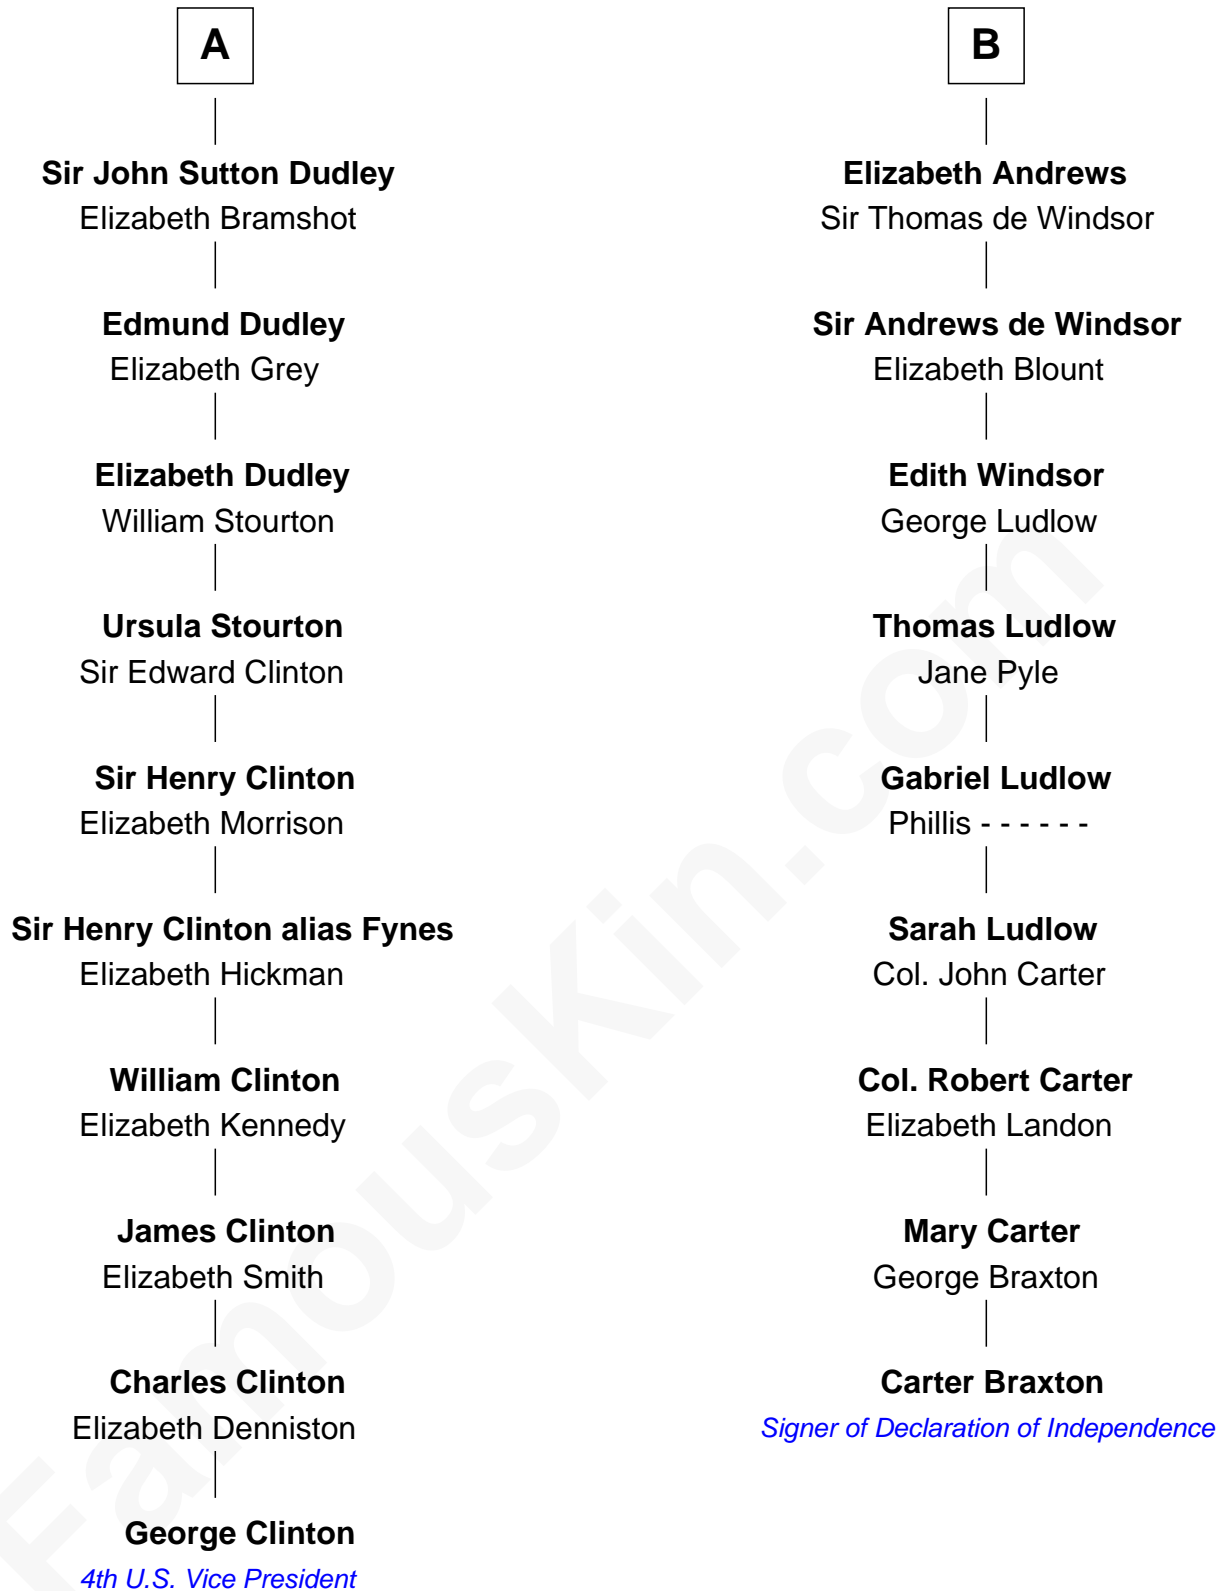 A
Sir John Sutton Dudley
Elizabeth Bramshot
Edmund Dudley
Elizabeth Grey
Elizabeth Dudley
William Stourton
Ursula Stourton
Sir Edward Clinton
Sir Henry Clinton
Elizabeth Morrison
Sir Henry Clinton alias Fynes
Elizabeth Hickman
William Clinton
Elizabeth Kennedy
James Clinton
Elizabeth Smith
Charles Clinton
Elizabeth Denniston
George Clinton
4th U.S. Vice President
B
Elizabeth Andrews
Sir Thomas de Windsor
Sir Andrews de Windsor
Elizabeth Blount
Edith Windsor
George Ludlow
Thomas Ludlow
Jane Pyle
Gabriel Ludlow
Phillis - - - - - -
Sarah Ludlow
Col. John Carter
Col. Robert Carter
Elizabeth Landon
Mary Carter
George Braxton
Carter Braxton
Signer of Declaration of Independence
FamousKin.com